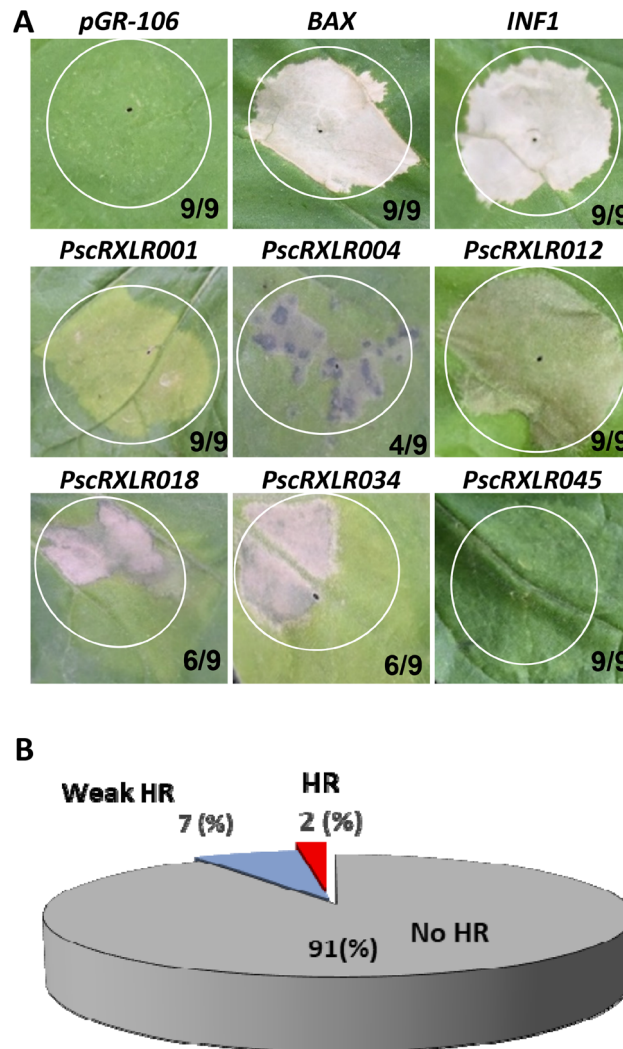 A
pGR-106 BAX INF1
9/9 9/9 9/9
PscRXLR001 PscRXLR004 PscRXLR012
9/9 4/9 9/9
PscRXLR018 PscRXLR034 PscRXLR045
6/9 6/9 9/9
B
Weak HR HR
7 (%) 2 (%)
No HR
91(%)